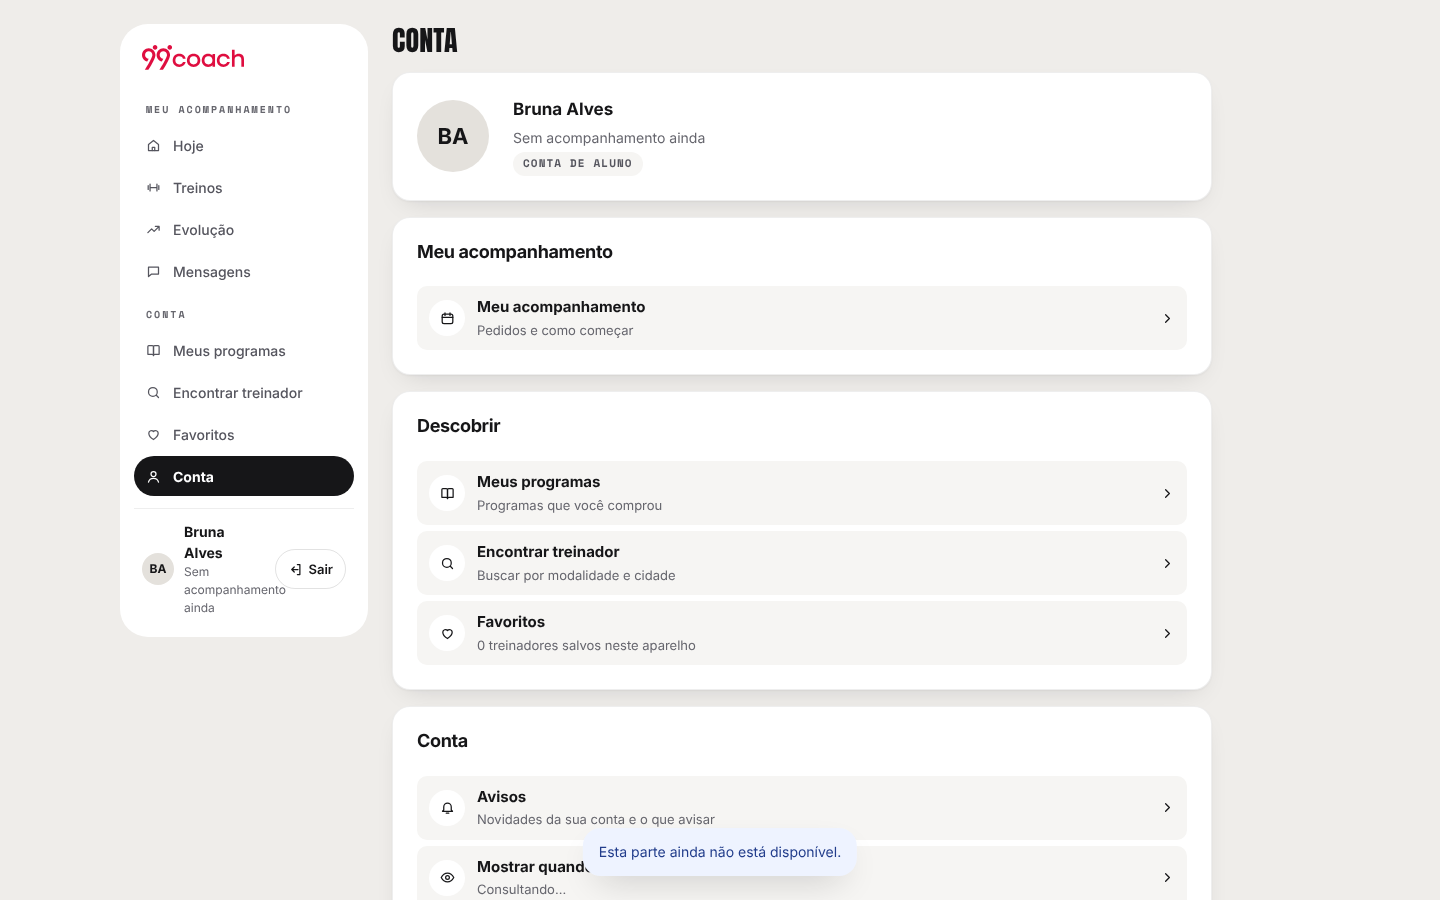 99coach
MEU ACOMPANHAMENTO
Hoje
Treinos
Evolução
Mensagens
CONTA
Meus programas
Encontrar treinador
Favoritos
Conta
BA
Bruna
Alves
Sem
acompanhamento
ainda
Sair
CONTA
BA
Bruna Alves
Sem acompanhamento ainda
CONTA DE ALUNO
Meu acompanhamento
Meu acompanhamento
Pedidos e como começar
Descobrir
Meus programas
Programas que você comprou
Encontrar treinador
Buscar por modalidade e cidade
Favoritos
0 treinadores salvos neste aparelho
Conta
Avisos
Novidades da sua conta e o que avisar
Mostrar quand
Consultando...
Esta parte ainda não está disponível.